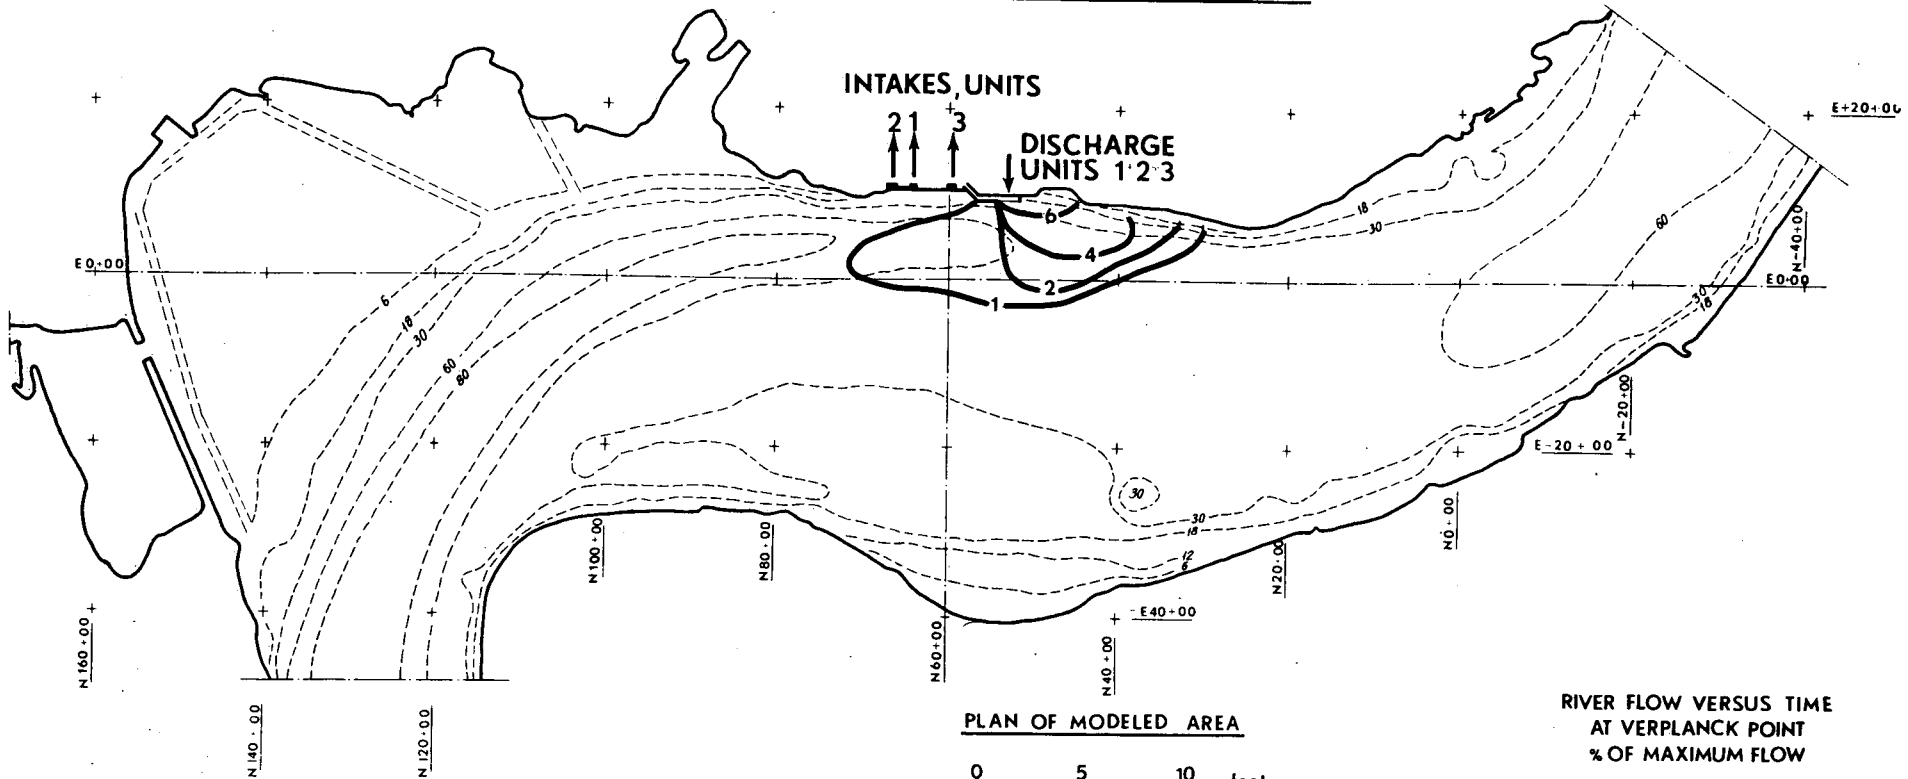 INTAKES, UNITS
2 1 3
DISCHARGE
UNITS 1·2·3
E+20+00
6
4
2
1
18
30
60
N-40+00
E0+00
E0+00
6
18
30
60
80
30
18
N-20+00
E-20+00
30
30
18
12
6
N100+00
N80+00
N0+00
N20+00
E40+00
N160+00
N60+00
N40+00
N140+00
N120+00
PLAN OF MODELED AREA
0 5 10 feet
RIVER FLOW VERSUS TIME
AT VERPLANCK POINT
% OF MAXIMUM FLOW